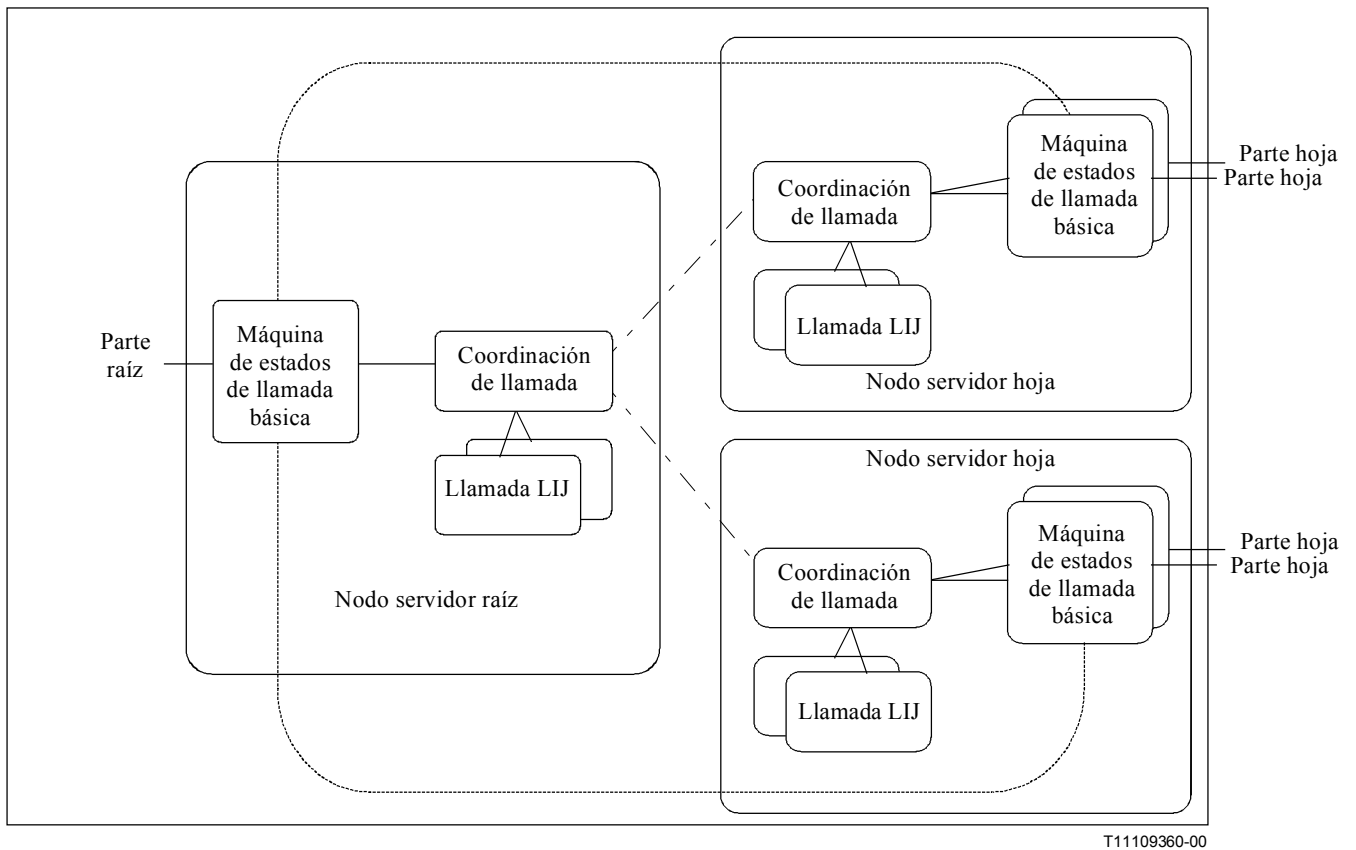 Máquina
de estados
de llamada
básica
Parte hoja
Parte hoja
Coordinación
de llamada
Llamada LIJ
Nodo servidor hoja
Parte
raíz
Máquina
de estados
de llamada
básica
Coordinación
de llamada
Llamada LIJ
Nodo servidor raíz
Nodo servidor hoja
Máquina
de estados
de llamada
básica
Parte hoja
Parte hoja
Coordinación
de llamada
Llamada LIJ
T11109360-00